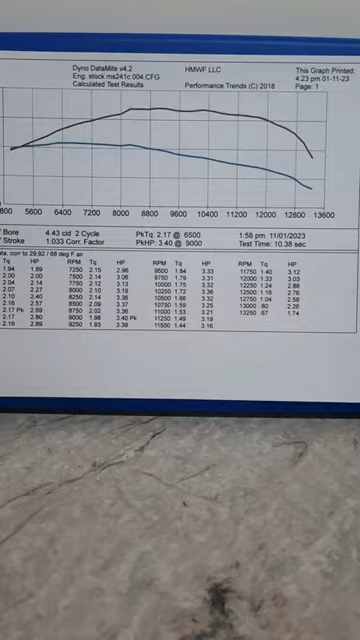 Dyno DataMite v4.2 HMWF LLC This Graph Printed:
Eng: stock ms241c 004.CFG 4:23 pm 01-11-23
Calculated Test Results Performance Trends (C) 2018 Page: 1
800 5600 6400 7200 8000 8800 9600 10400 11200 12000 12800 13600
Bore 4.43 cid 2 Cycle PkTq: 2.17 @ 6500 1:58 pm 11/01/2023
Stroke 1.033 Corr. Factor PkHP: 3.40 @ 9000 Test Time: 10.38 sec
ata. corr to 29.92 / 68 deg F air
Tq HP RPM Tq HP RPM Tq HP RPM Tq HP
1.94 1.89 7250 2.15 2.96 9500 1.84 3.33 11750 1.40 3.12
2.00 2.00 7500 2.14 3.06 9750 1.79 3.31 12000 1.33 3.03
2.04 2.14 7750 2.12 3.13 10000 1.75 3.32 12250 1.24 2.88
2.07 2.27 8000 2.10 3.19 10250 1.72 3.36 12500 1.16 2.76
2.10 2.40 8250 2.14 3.36 10500 1.66 3.32 12750 1.04 2.58
2.16 2.57 8500 2.09 3.37 10750 1.59 3.25 13000 .80 2.26
2.17 Pk 2.69 8750 2.02 3.36 11000 1.53 3.21 13250 .67 1.74
2.17 2.80 9000 1.98 3.40 Pk 11250 1.49 3.19
2.16 2.89 9250 1.93 3.39 11500 1.44 3.16